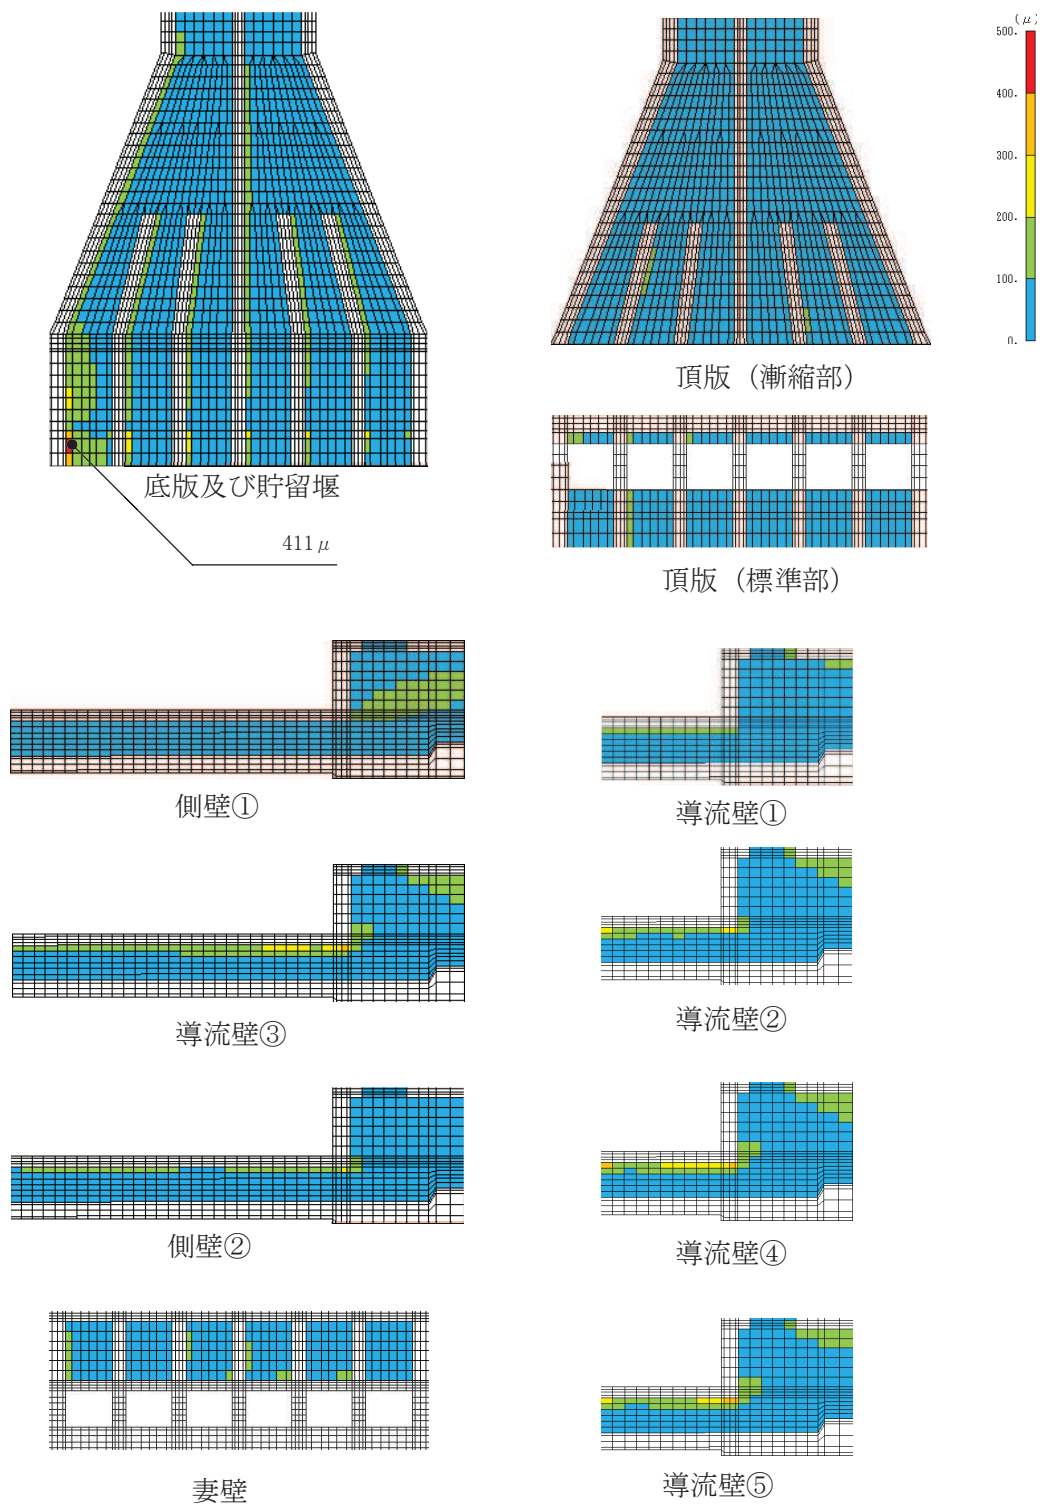 (μ)
500.
400.
300.
200.
100.
0.
頂版（漸縮部）
底版及び貯留堰
411μ
頂版（標準部）
側壁①
導流壁①
導流壁③
導流壁②
側壁②
導流壁④
妻壁
導流壁⑤